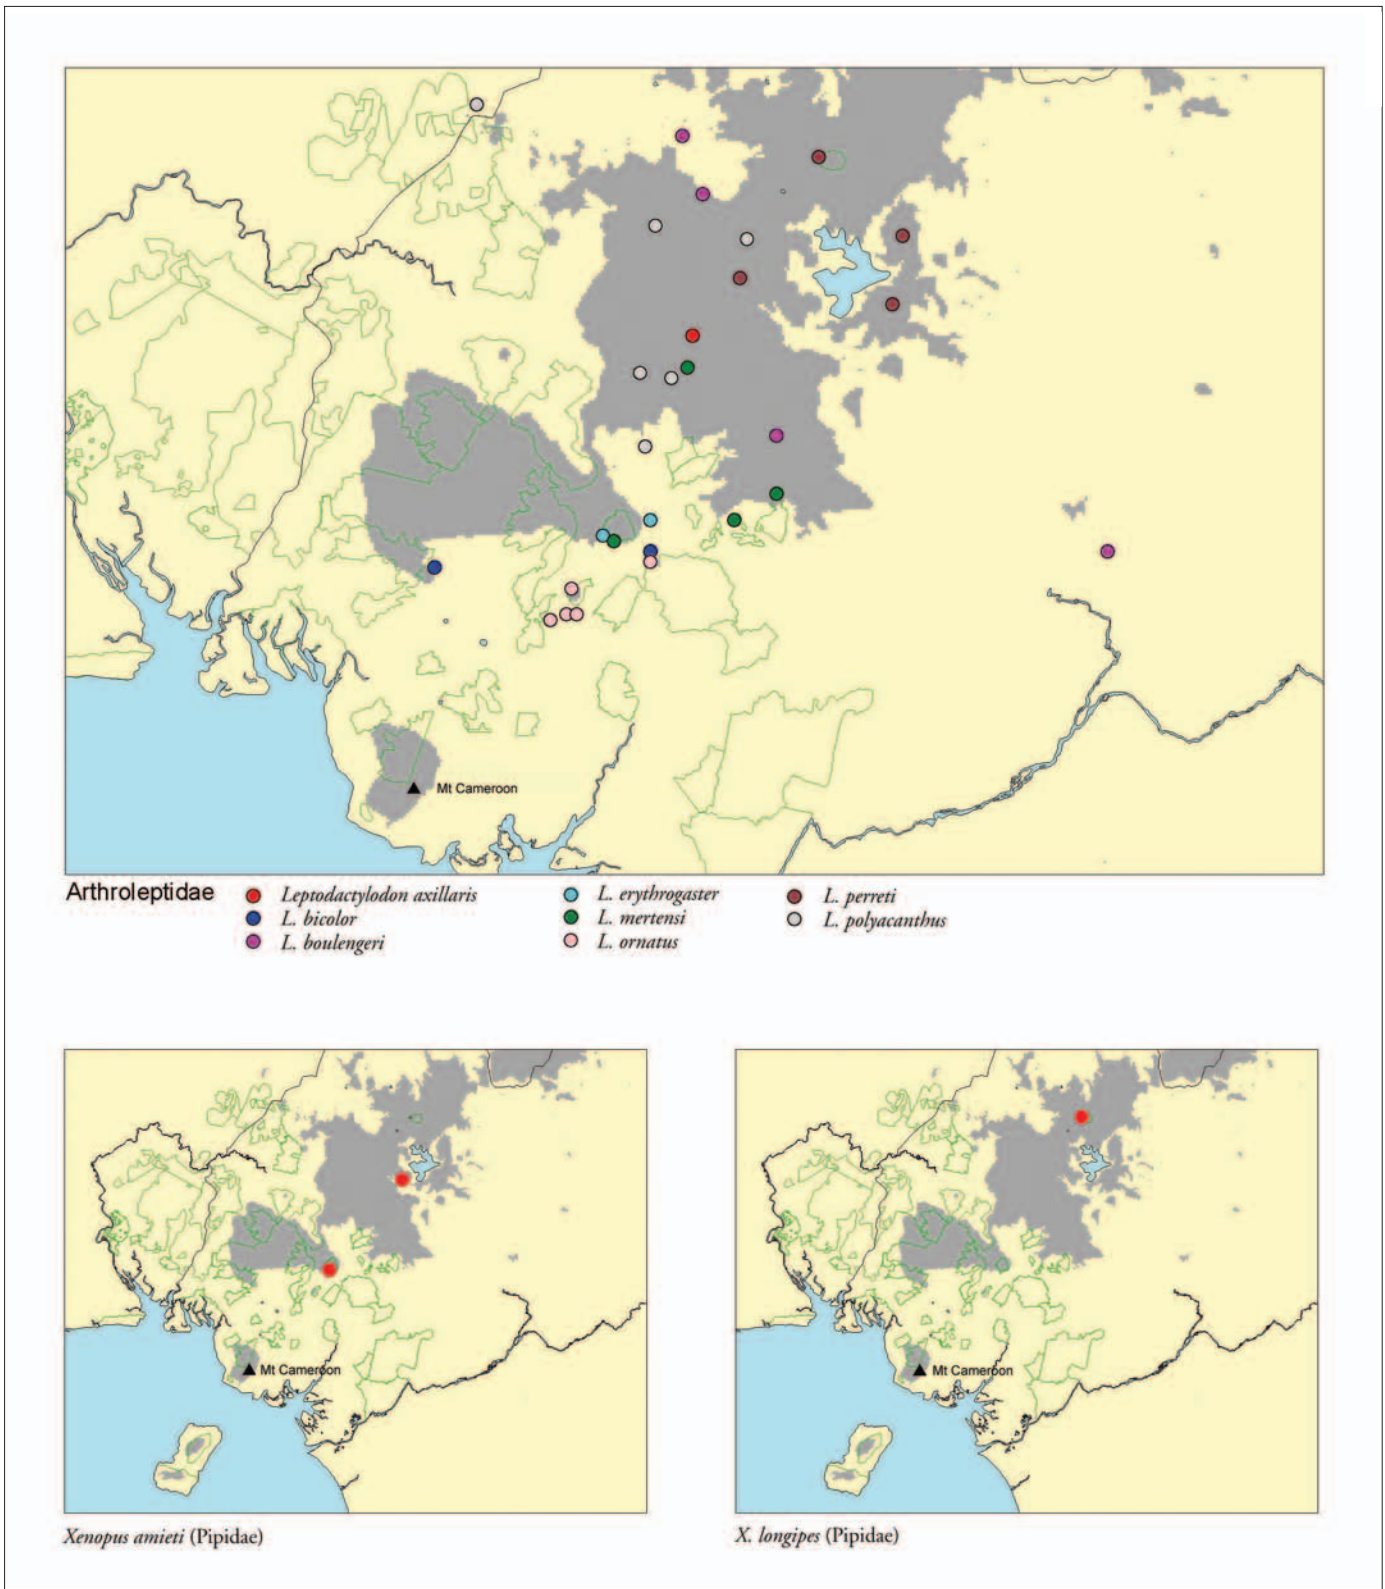 Mt Cameroon
Arthroleptidae
Leptodactylodon axillaris
L. bicolor
L. boulengeri
L. erythrogaster
L. mertensi
L. ornatus
L. perreti
L. polyacanthus
Mt Cameroon
Xenopus amieti (Pipidae)
Mt Cameroon
X. longipes (Pipidae)